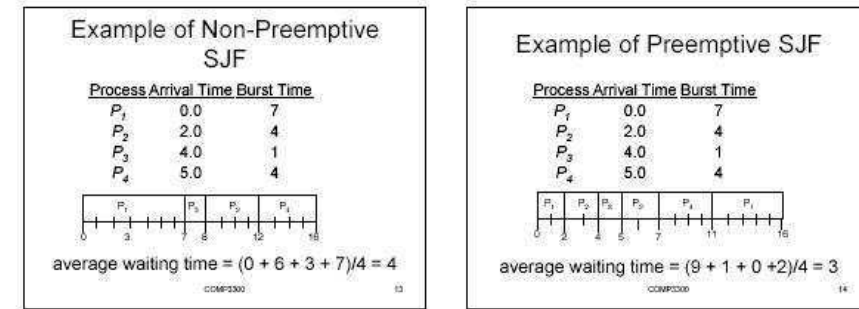 Example of Non-Preemptive
SJF
Process Arrival Time Burst Time
P1 0.0 7
P2 2.0 4
P3 4.0 1
P4 5.0 4
P1 P3 P2 P4
0 3 7 8 12 16
average waiting time = (0 + 6 + 3 + 7)/4 = 4
COMP3300 13
Example of Preemptive SJF
Process Arrival Time Burst Time
P1 0.0 7
P2 2.0 4
P3 4.0 1
P4 5.0 4
P1 P2 P3 P2 P4 P1
0 2 4 5 7 11 16
average waiting time = (9 + 1 + 0 +2)/4 = 3
COMP3300 14